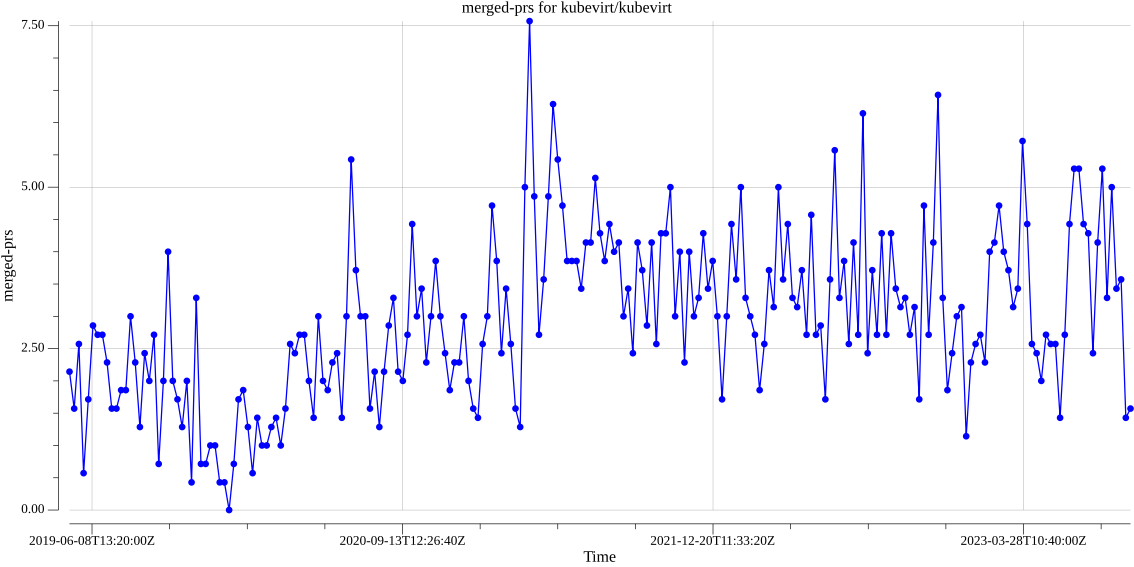 merged-prs for kubevirt/kubevirt
7.50
5.00
2.50
0.00
merged-prs
2019-06-08T13:20:00Z
2020-09-13T12:26:40Z
2021-12-20T11:33:20Z
2023-03-28T10:40:00Z
Time